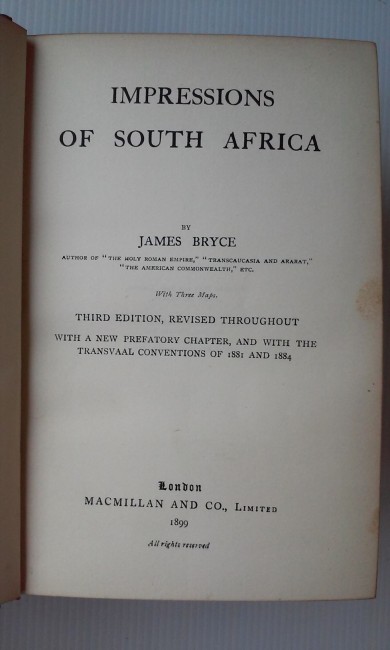 IMPRESSIONS
OF SOUTH AFRICA
BY
JAMES BRYCE
AUTHOR OF "THE HOLY ROMAN EMPIRE," "TRANSCAUCASIA AND ARARAT,"
"THE AMERICAN COMMONWEALTH," ETC.
With Three Maps.
THIRD EDITION, REVISED THROUGHOUT
WITH A NEW PREFATORY CHAPTER, AND WITH THE
TRANSVAAL CONVENTIONS OF 1881 AND 1884
London
MACMILLAN AND CO., LIMITED
1899
All rights reserved